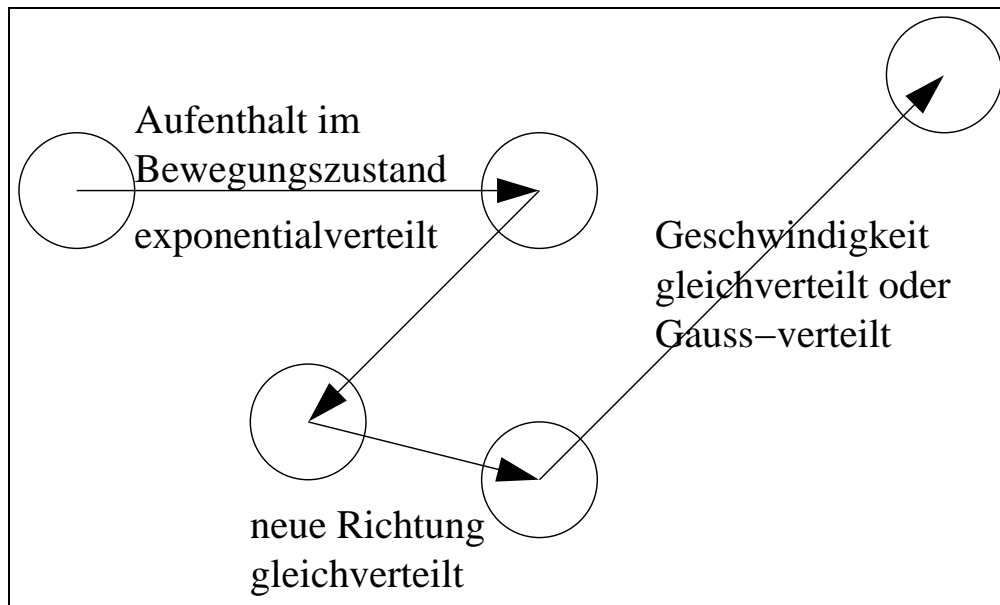 Aufenthalt im
Bewegungszustand
exponentialverteilt
Geschwindigkeit
gleichverteilt oder
Gauss−verteilt
neue Richtung
gleichverteilt